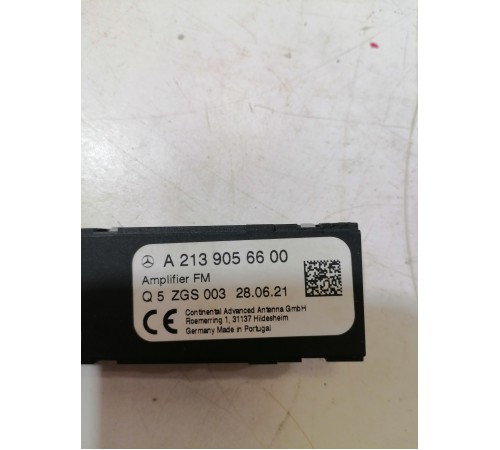 A 213 905 66 00
Amplifier FM
Q 5 ZGS 003 28.06.21
CE Continental Advanced Antenna GmbH
Roemerring 1, 31137 Hildesheim
Germany Made in Portugal